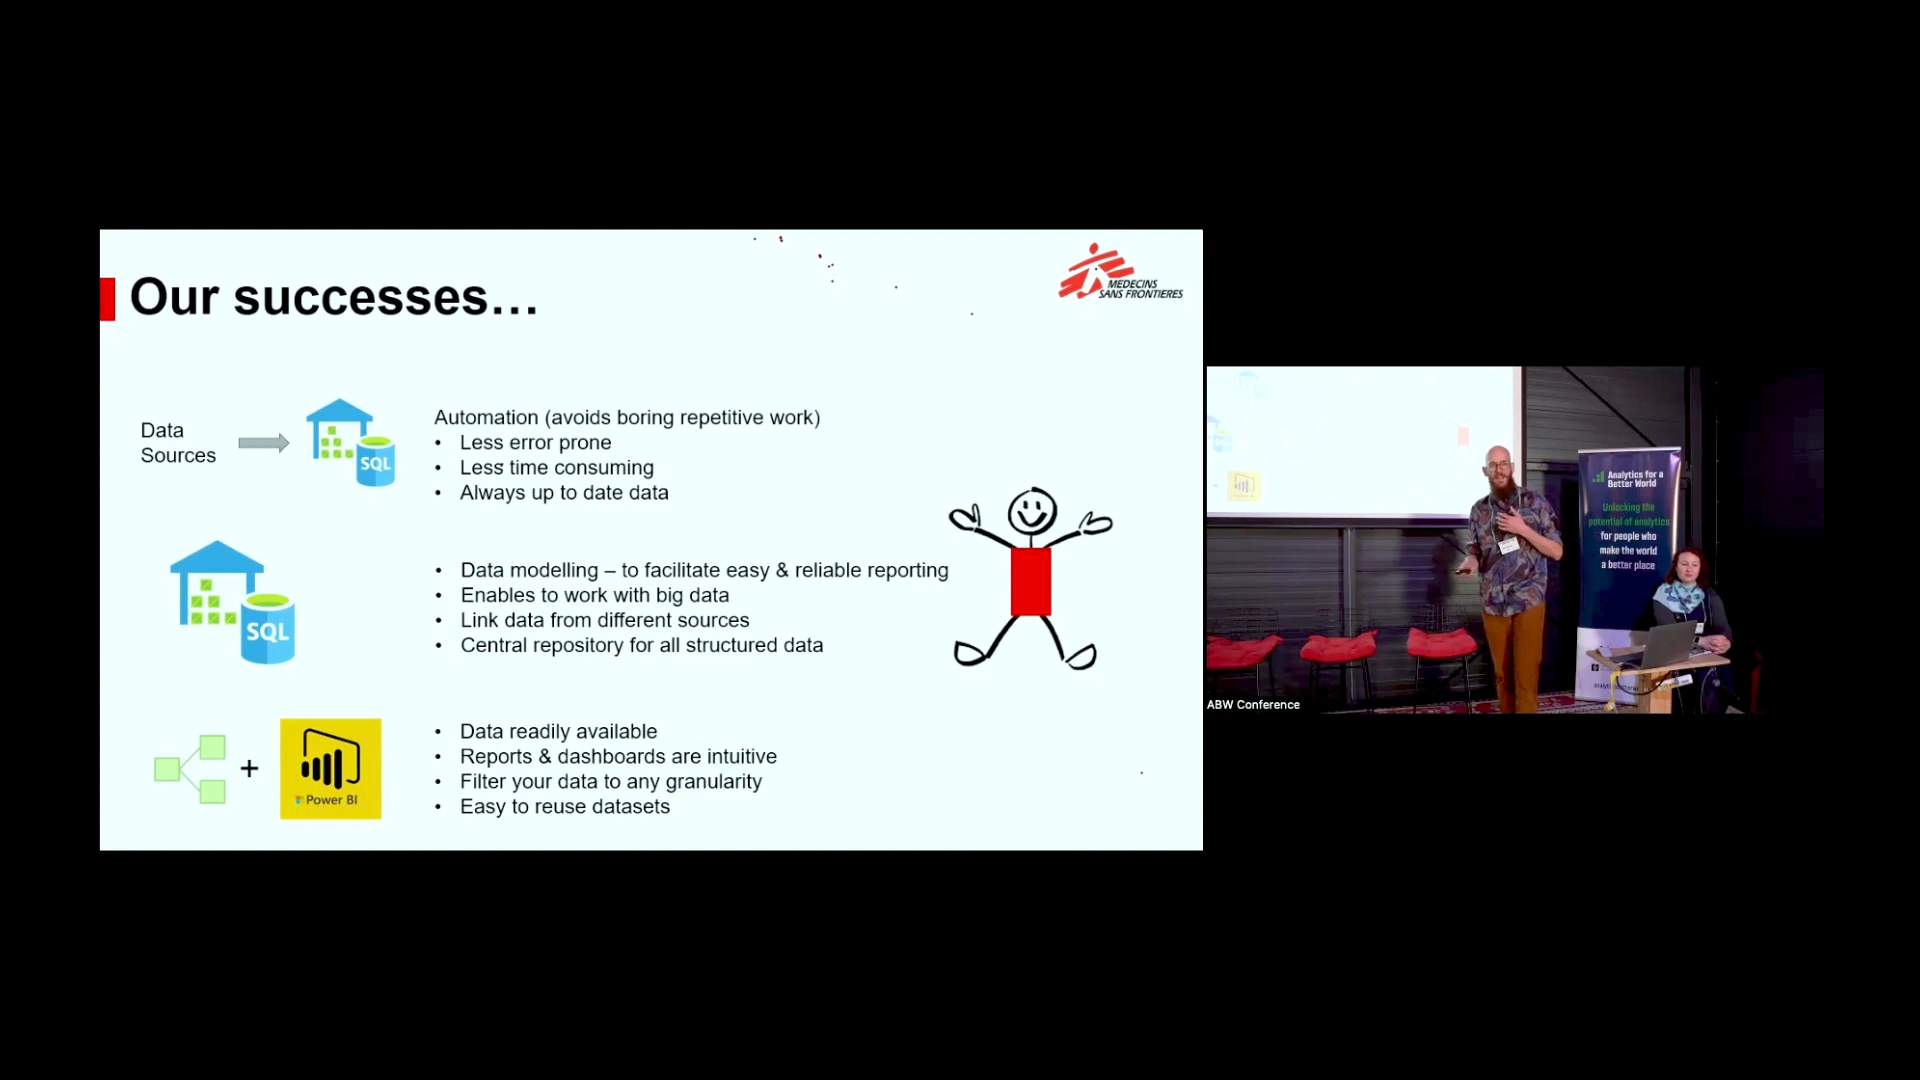 Our successes...
MEDECINS
SANS FRONTIERES
Data
Sources
SQL
Automation (avoids boring repetitive work)
• Less error prone
• Less time consuming
• Always up to date data
SQL
• Data modelling – to facilitate easy & reliable reporting
• Enables to work with big data
• Link data from different sources
• Central repository for all structured data
+
Power BI
• Data readily available
• Reports & dashboards are intuitive
• Filter your data to any granularity
• Easy to reuse datasets
Analytics for a
Better World
Unlocking the
potential of analytics
for people who
make the world
a better place
ABW Conference